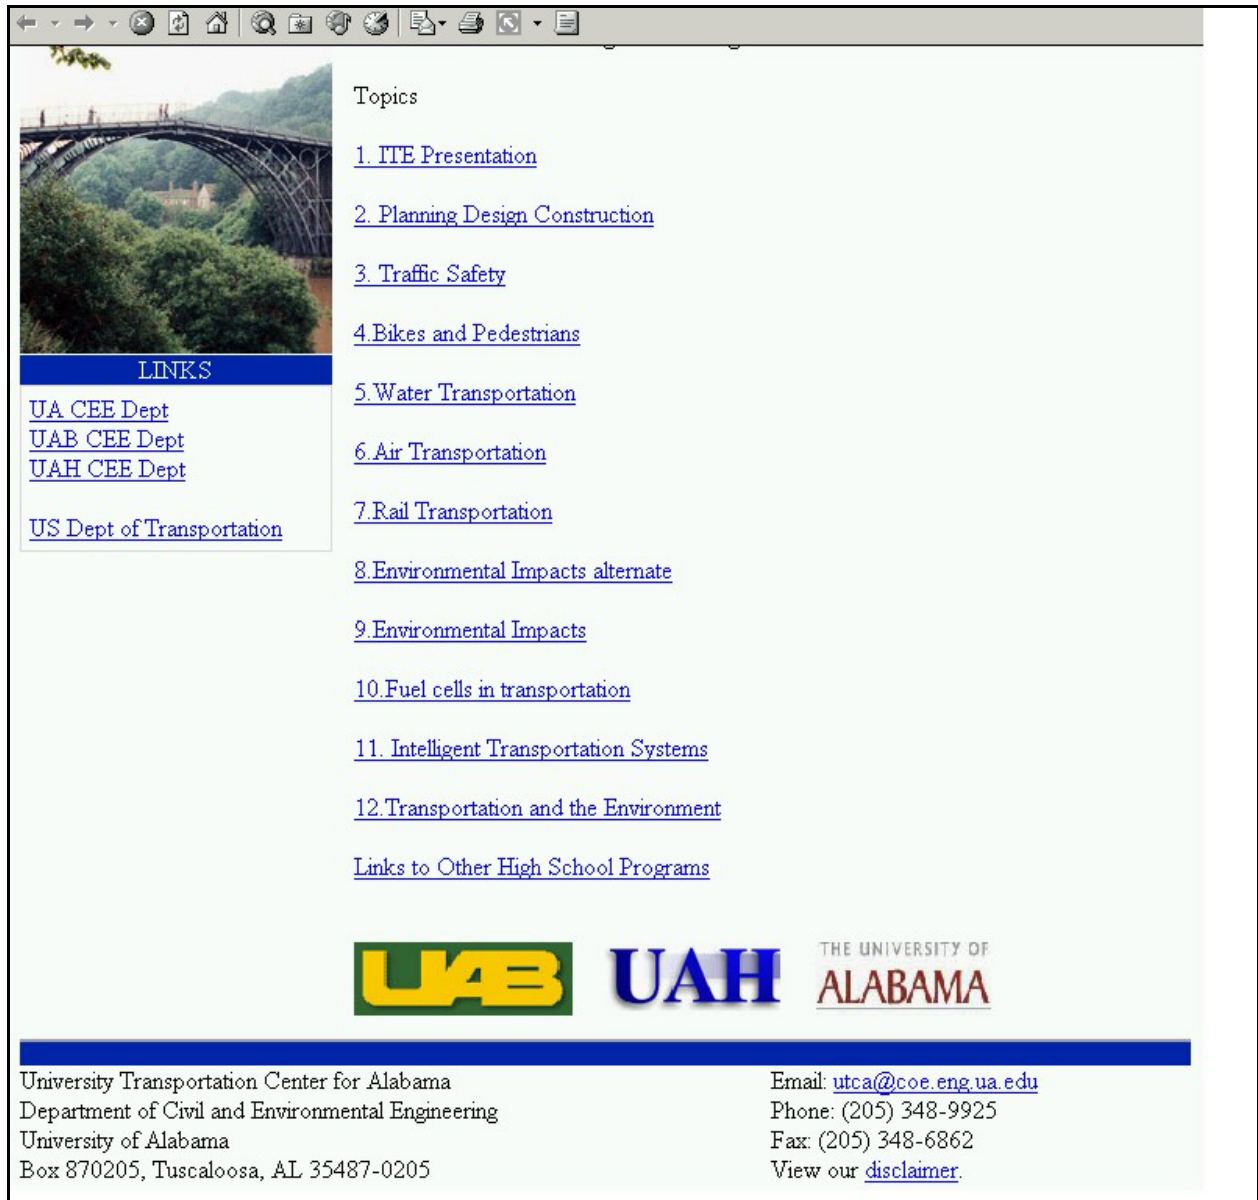 Topics
1. ITE Presentation
2. Planning Design Construction
3. Traffic Safety
4.Bikes and Pedestrians
5.Water Transportation
6.Air Transportation
7.Rail Transportation
8.Environmental Impacts alternate
9.Environmental Impacts
10.Fuel cells in transportation
11. Intelligent Transportation Systems
12.Transportation and the Environment
Links to Other High School Programs
LINKS
UA CEE Dept
UAB CEE Dept
UAH CEE Dept
US Dept of Transportation
UAB
UAH
THE UNIVERSITY OF
ALABAMA
University Transportation Center for Alabama
Department of Civil and Environmental Engineering
University of Alabama
Box 870205, Tuscaloosa, AL 35487-0205
Email: utca@coe.eng.ua.edu
Phone: (205) 348-9925
Fax: (205) 348-6862
View our disclaimer.